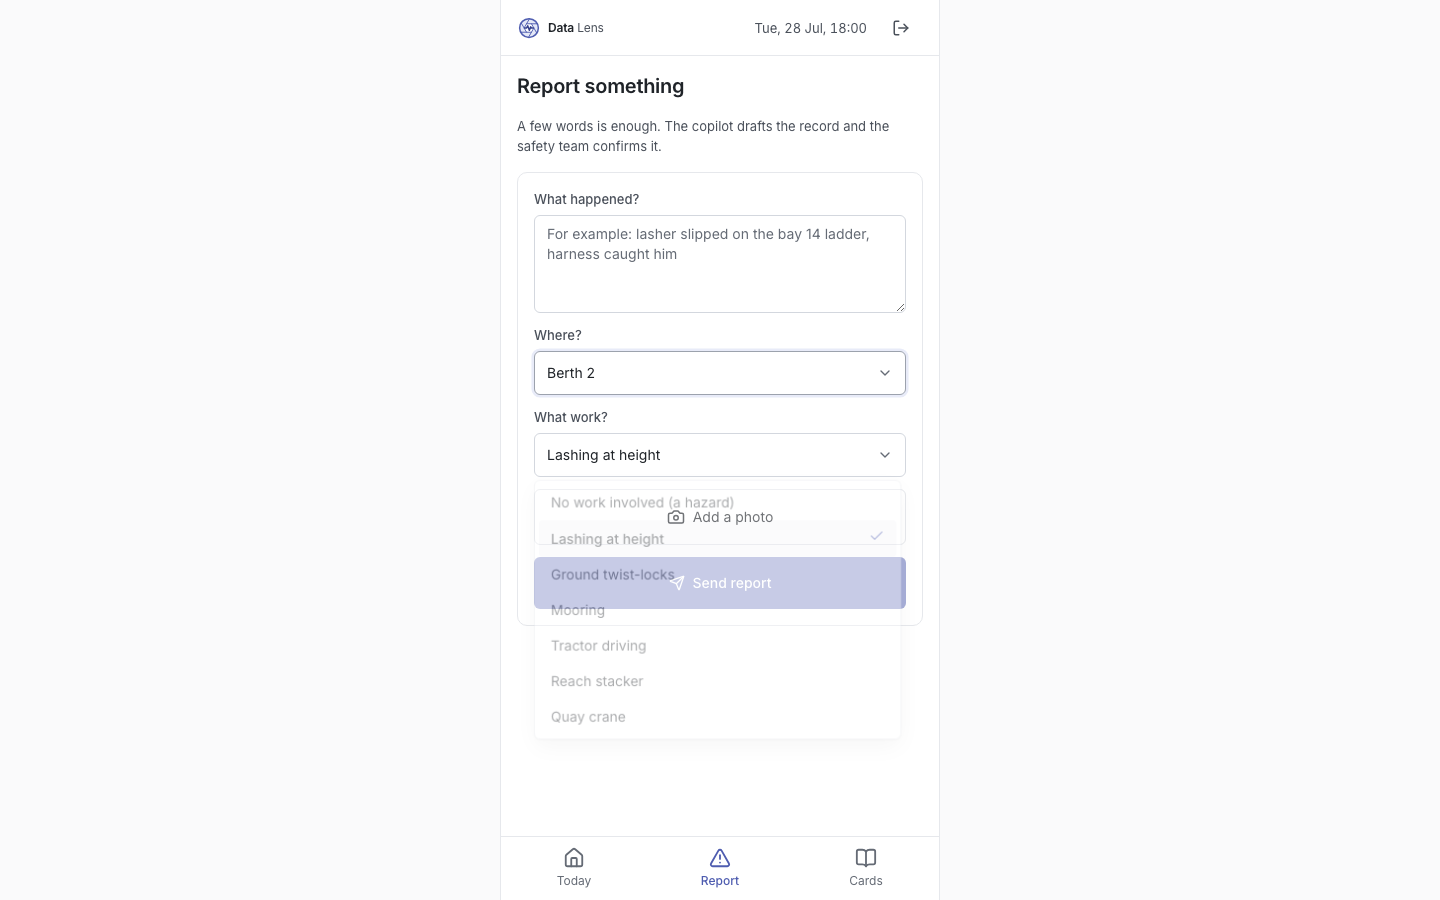 Data Lens
Tue, 28 Jul, 18:00
Report something
A few words is enough. The copilot drafts the record and the
safety team confirms it.
What happened?
For example: lasher slipped on the bay 14 ladder,
harness caught him
Where?
Berth 2
What work?
Lashing at height
No work involved (a hazard)
Add a photo
Lashing at height
Ground twist-locks
Send report
Mooring
Tractor driving
Reach stacker
Quay crane
Today
Report
Cards